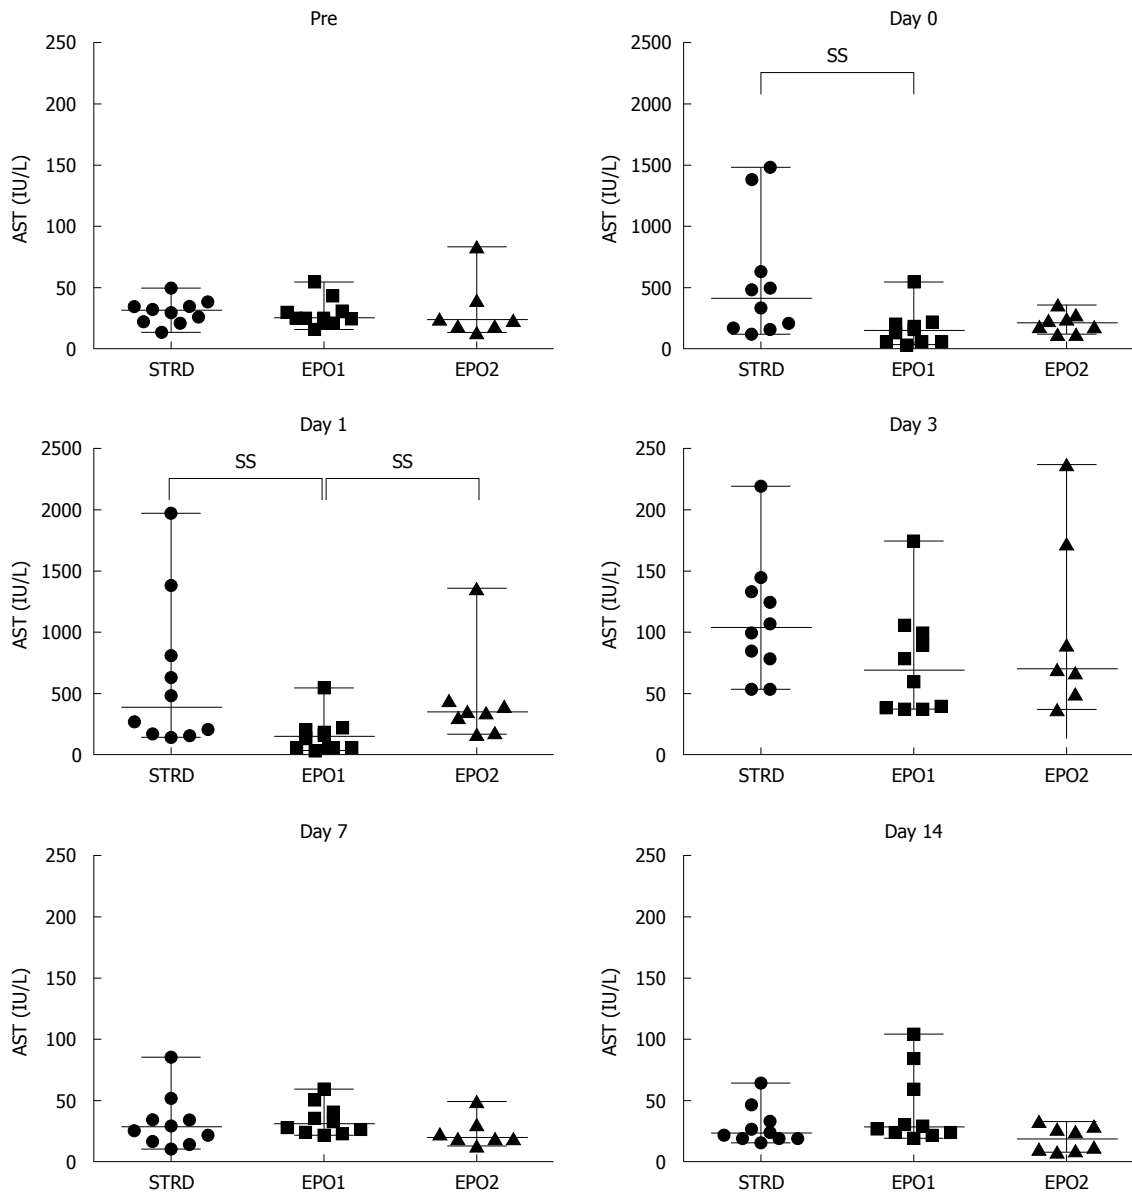 Pre
250
200
150
100
50
0
AST (IU/L)
STRD EPO1 EPO2
Day 0
2500
2000
1500
1000
500
0
AST (IU/L)
SS
STRD EPO1 EPO2
Day 1
2500
2000
1500
1000
500
0
AST (IU/L)
SS SS
STRD EPO1 EPO2
Day 3
250
200
150
100
50
0
AST (IU/L)
STRD EPO1 EPO2
Day 7
250
200
150
100
50
0
AST (IU/L)
STRD EPO1 EPO2
Day 14
250
200
150
100
50
0
AST (IU/L)
STRD EPO1 EPO2